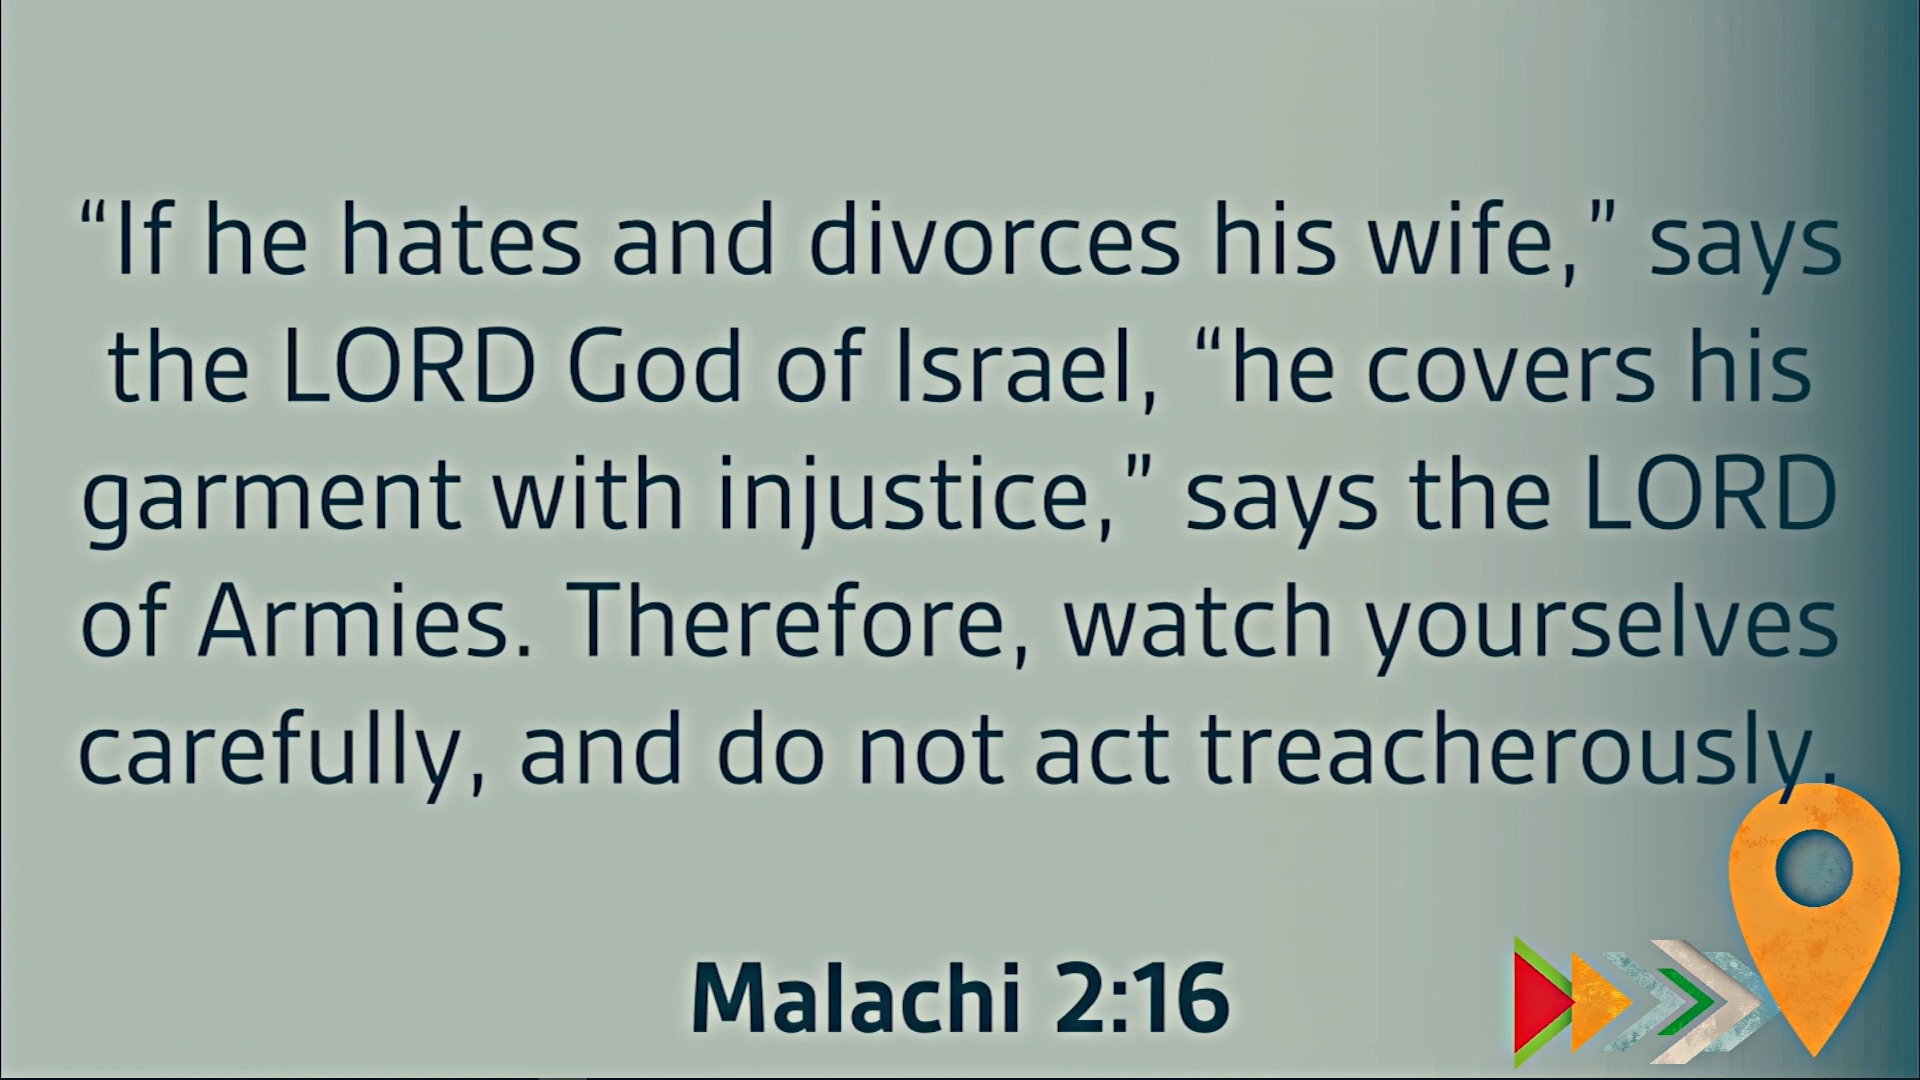 “If he hates and divorces his wife,” says
the LORD God of Israel, “he covers his
garment with injustice,” says the LORD
of Armies. Therefore, watch yourselves
carefully, and do not act treacherously.
Malachi 2:16